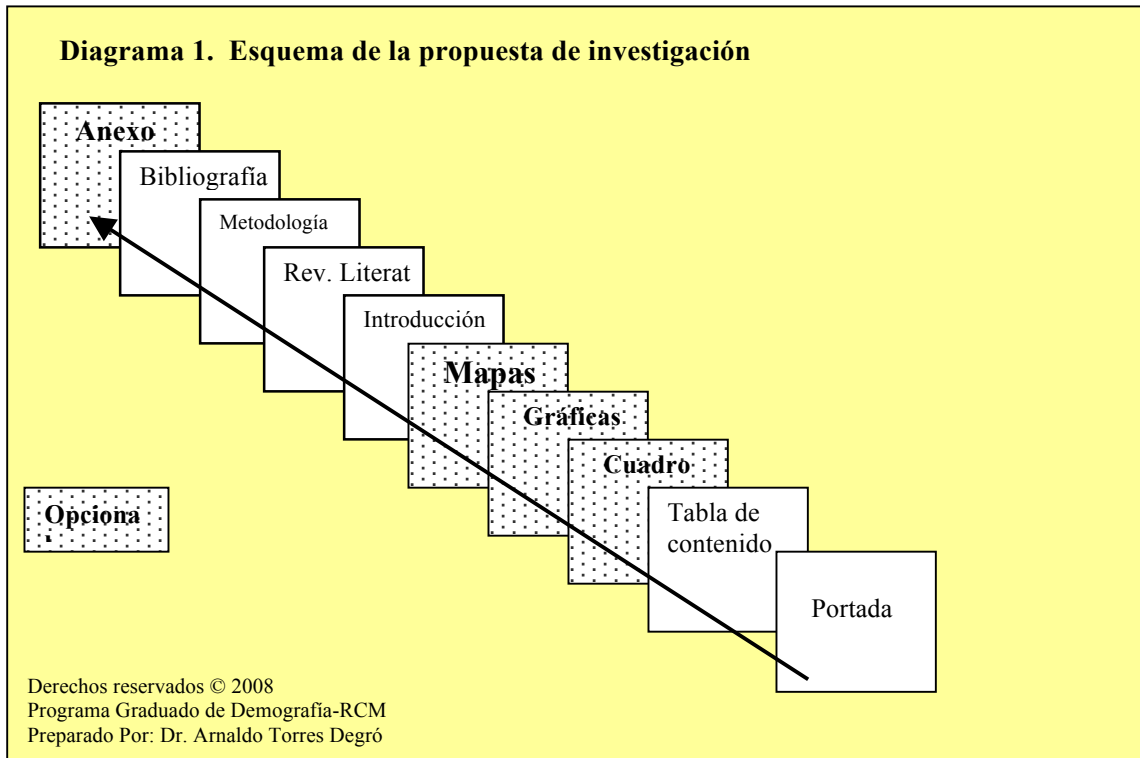 Diagrama 1. Esquema de la propuesta de investigación
Anexo
Bibliografía
Metodología
Rev. Literat
Introducción
Mapas
Gráficas
Cuadro
Tabla de
contenido
Portada
Opciona
Derechos reservados © 2008
Programa Graduado de Demografía-RCM
Preparado Por: Dr. Arnaldo Torres Degró